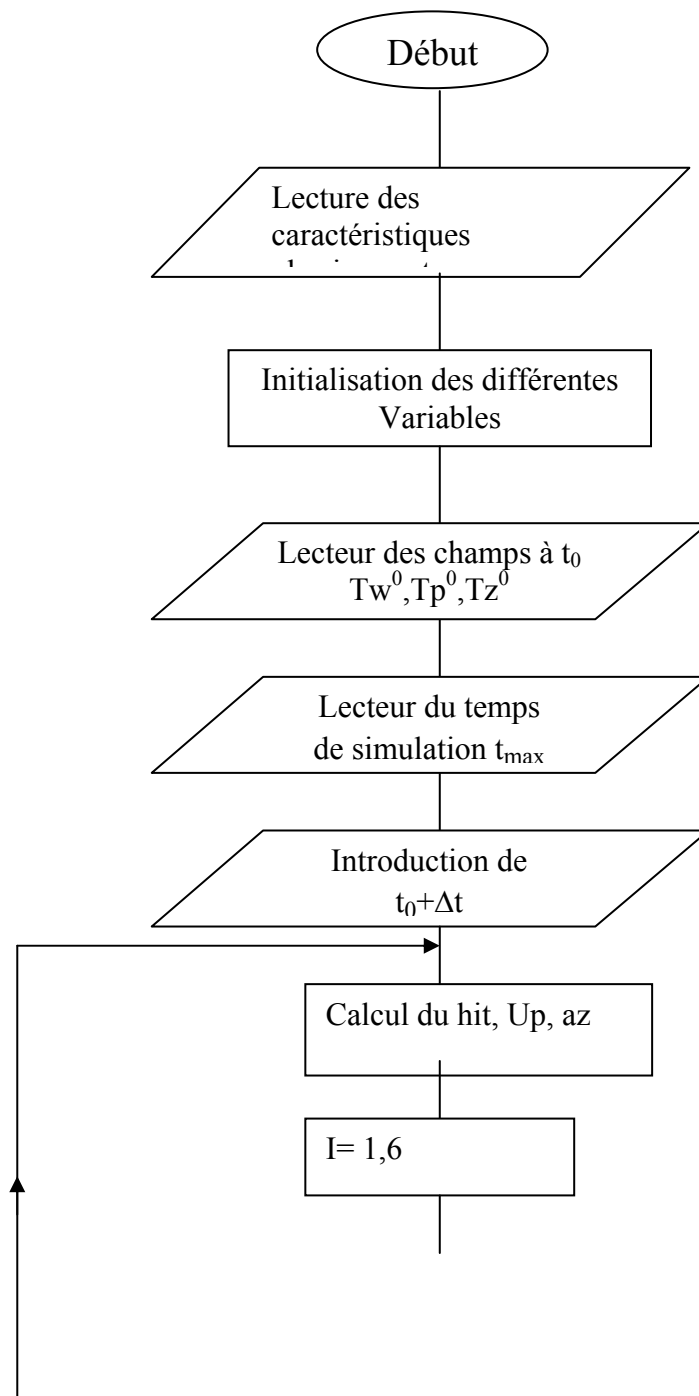 Début
Lecture des
caractéristiques
Initialisation des différentes
Variables
Lecteur des champs à t₀
Tw⁰,Tp⁰,Tz⁰
Lecteur du temps
de simulation tₘₐₓ
Introduction de
t₀+Δt
Calcul du hit, Up, az
I= 1,6